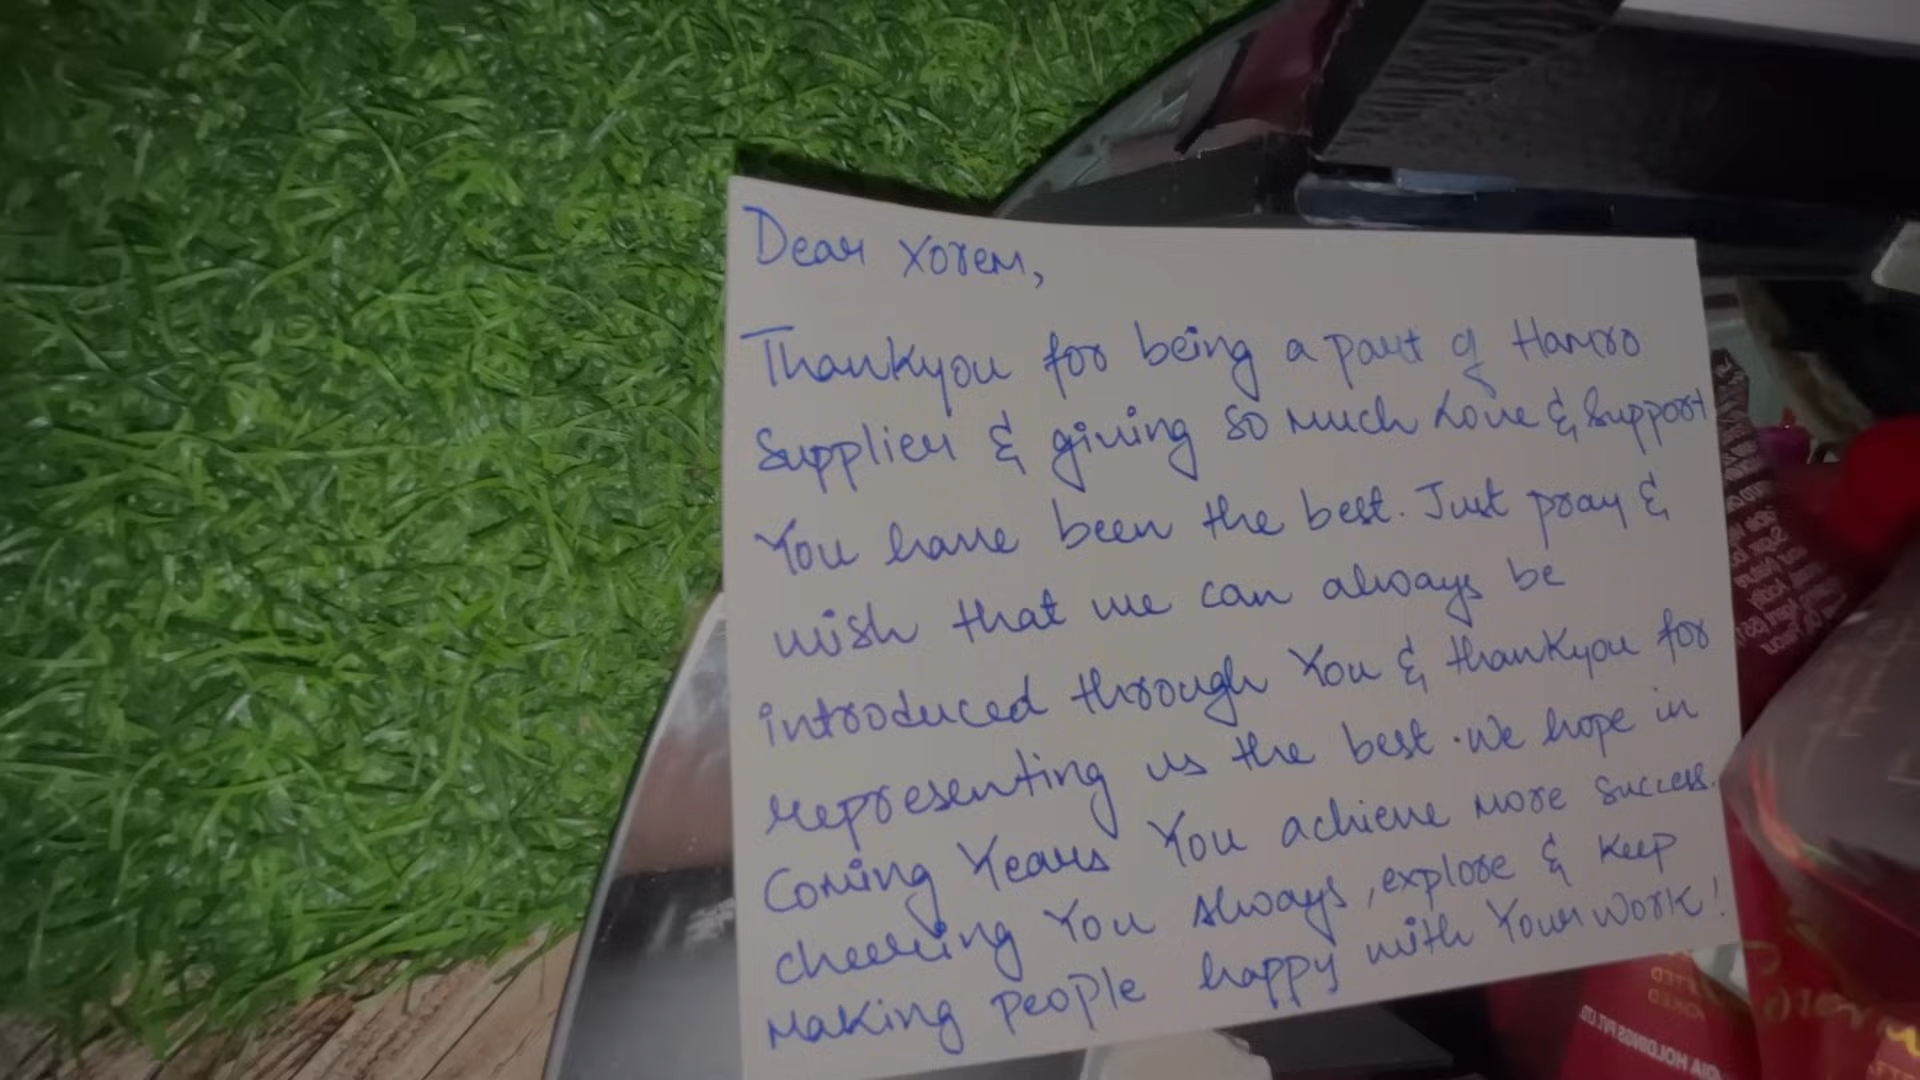 Dear Xorem,
Thankyou for being a part of Hamro
Supplier & giving so much Love & Support
You have been the best. Just pray &
wish that we can always be
introduced through You & thankyou for
representing us the best. We hope in
Coming Years You achieve more success.
cheering You Always, explore & Keep
Making People happy with Your Work!